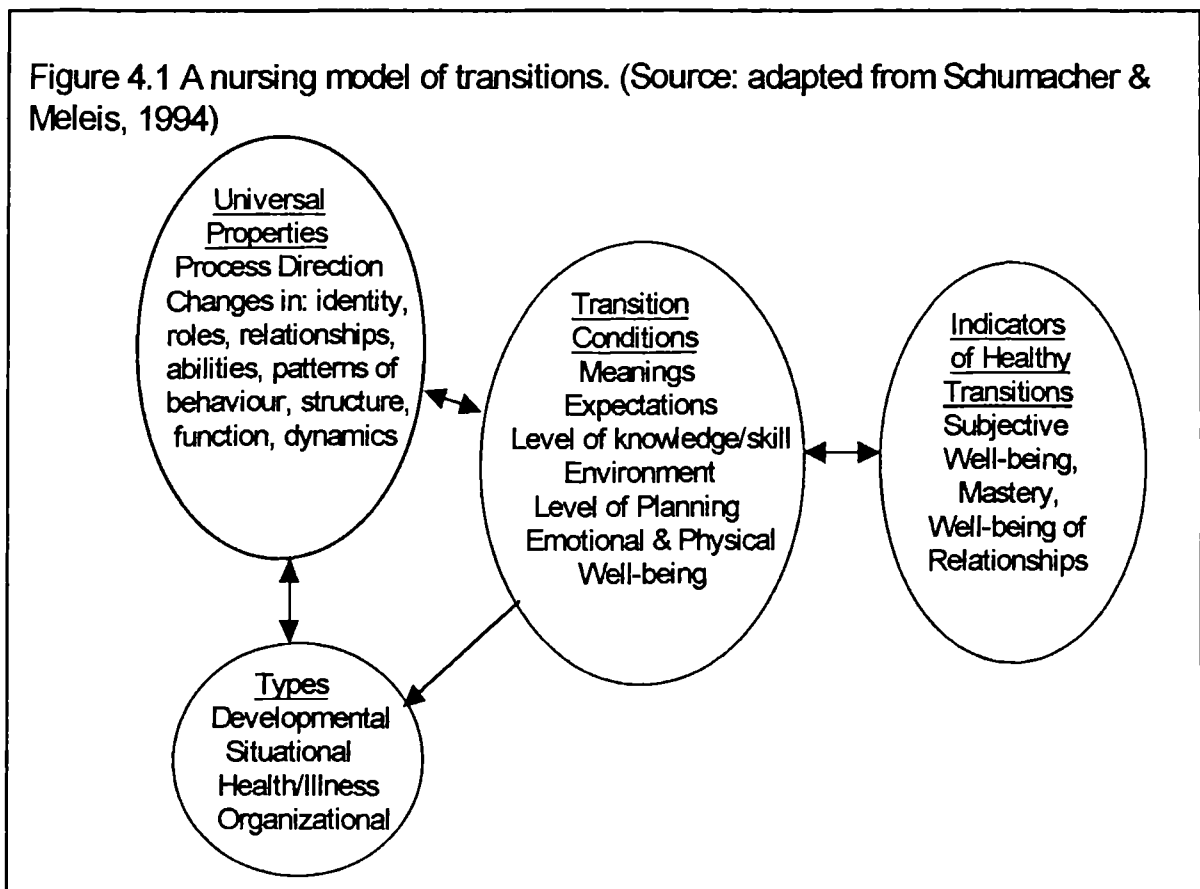 Figure 4.1 A nursing model of transitions. (Source: adapted from Schumacher &
Meleis, 1994)
Universal
Properties
Process Direction
Changes in: identity,
roles, relationships,
abilities, patterns of
behaviour, structure,
function, dynamics
Transition
Conditions
Meanings
Expectations
Level of knowledge/skill
Environment
Level of Planning
Emotional & Physical
Well-being
Indicators
of Healthy
Transitions
Subjective
Well-being,
Mastery,
Well-being of
Relationships
Types
Developmental
Situational
Health/Illness
Organizational